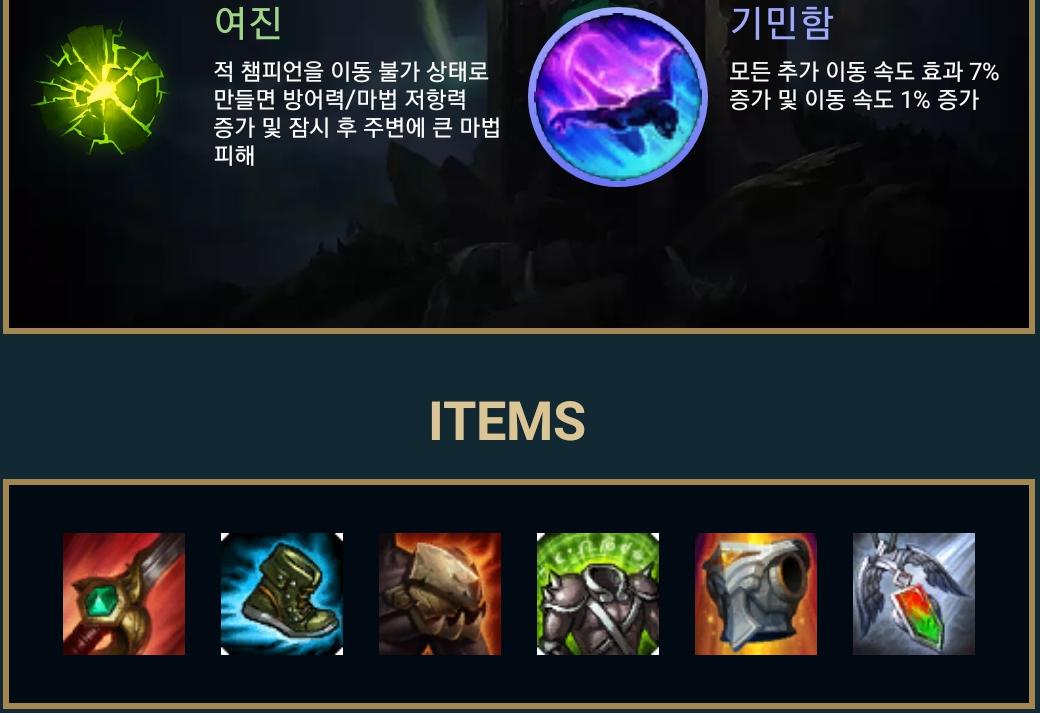 여진
적 챔피언을 이동 불가 상태로
만들면 방어력/마법 저항력
증가 및 잠시 후 주변에 큰 마법
피해
기민함
모든 추가 이동 속도 효과 7%
증가 및 이동 속도 1% 증가
ITEMS